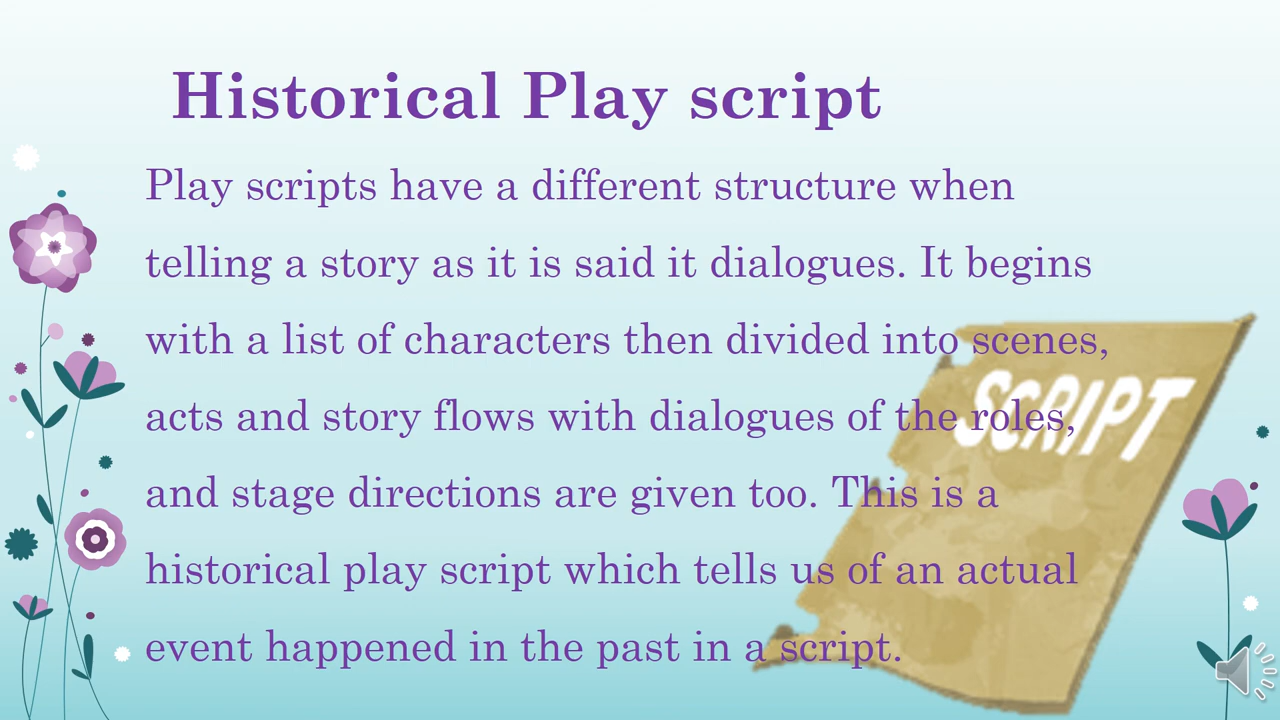 Historical Play script
Play scripts have a different structure when
telling a story as it is said it dialogues. It begins
with a list of characters then divided into scenes,
acts and story flows with dialogues of the roles,
and stage directions are given too. This is a
historical play script which tells us of an actual
event happened in the past in a script.
SCRIPT